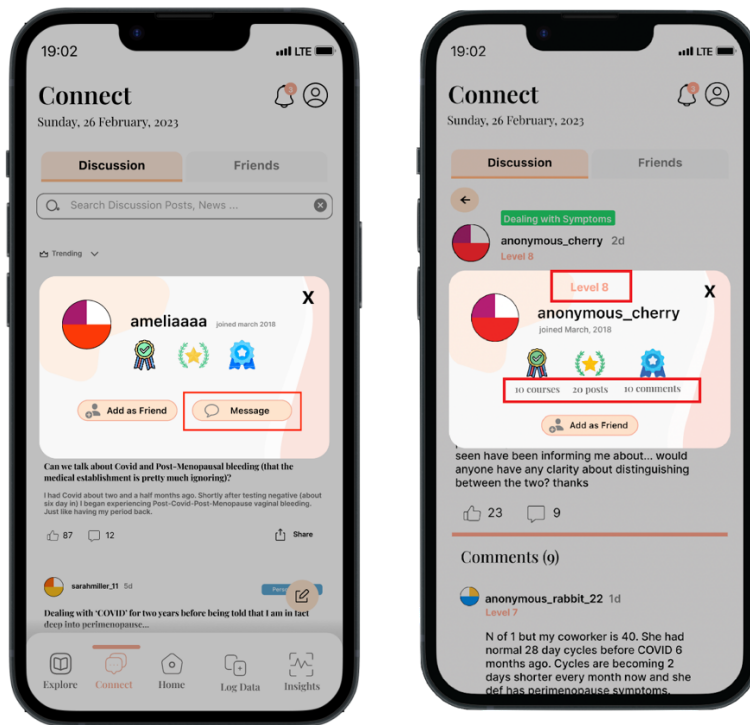 19:02
LTE
Connect
3
Sunday, 26 February, 2023
Discussion
Friends
Search Discussion Posts, News ...
Trending
X
ameliaaaa joined march 2018
Add as Friend
Message
Can we talk about Covid and Post-Menopausal bleeding (that the
medical establishment is pretty much ignoring)?
I had Covid about two and a half months ago. Shortly after testing negative (about
six day in) I began experiencing Post-Covid-Post-Menopause vaginal bleeding.
Just like having my period back.
87
12
Share
sarahmiller_11 5d
Dealing with ‘COVID’ for two years before being told that I am in fact
deep into perimenopause...
Explore
Connect
Home
Log Data
Insights
19:02
LTE
Connect
3
Sunday, 26 February, 2023
Discussion
Friends
Dealing with Symptoms
anonymous_cherry 2d
Level 8
Level 8
X
anonymous_cherry
joined March, 2018
10 courses
20 posts
10 comments
Add as Friend
seen have been informing me about... would
anyone have any clarity about distinguishing
between the two? thanks
23
9
Comments (9)
anonymous_rabbit_22 1d
Level 7
N of 1 but my coworker is 40. She had
normal 28 day cycles before COVID 6
months ago. Cycles are becoming 2
days shorter every month now and she
def has perimenopause symptoms.